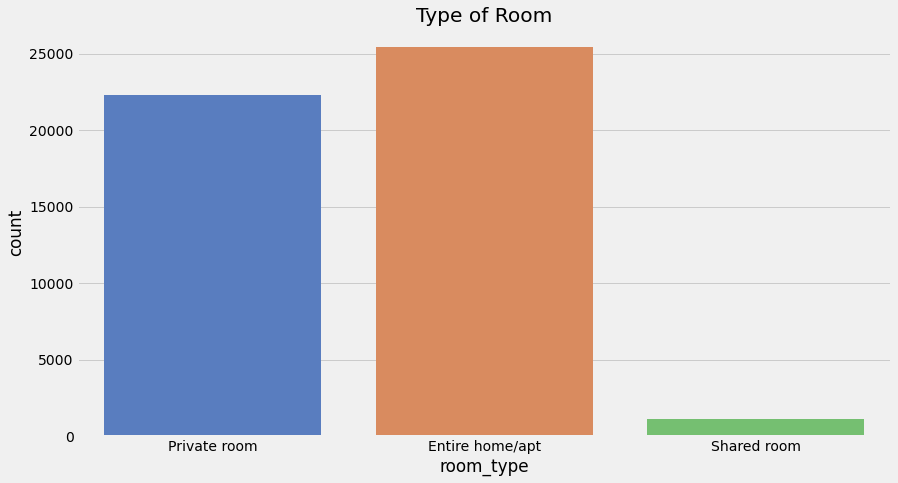 Type of Room
25000
20000
15000
10000
5000
0
count
Private room
Entire home/apt
Shared room
room_type